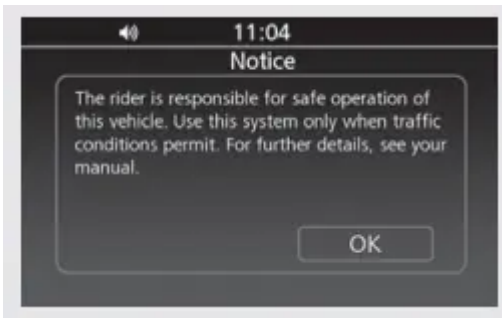 11:04
Notice
The rider is responsible for safe operation of
this vehicle. Use this system only when traffic
conditions permit. For further details, see your
manual.
OK